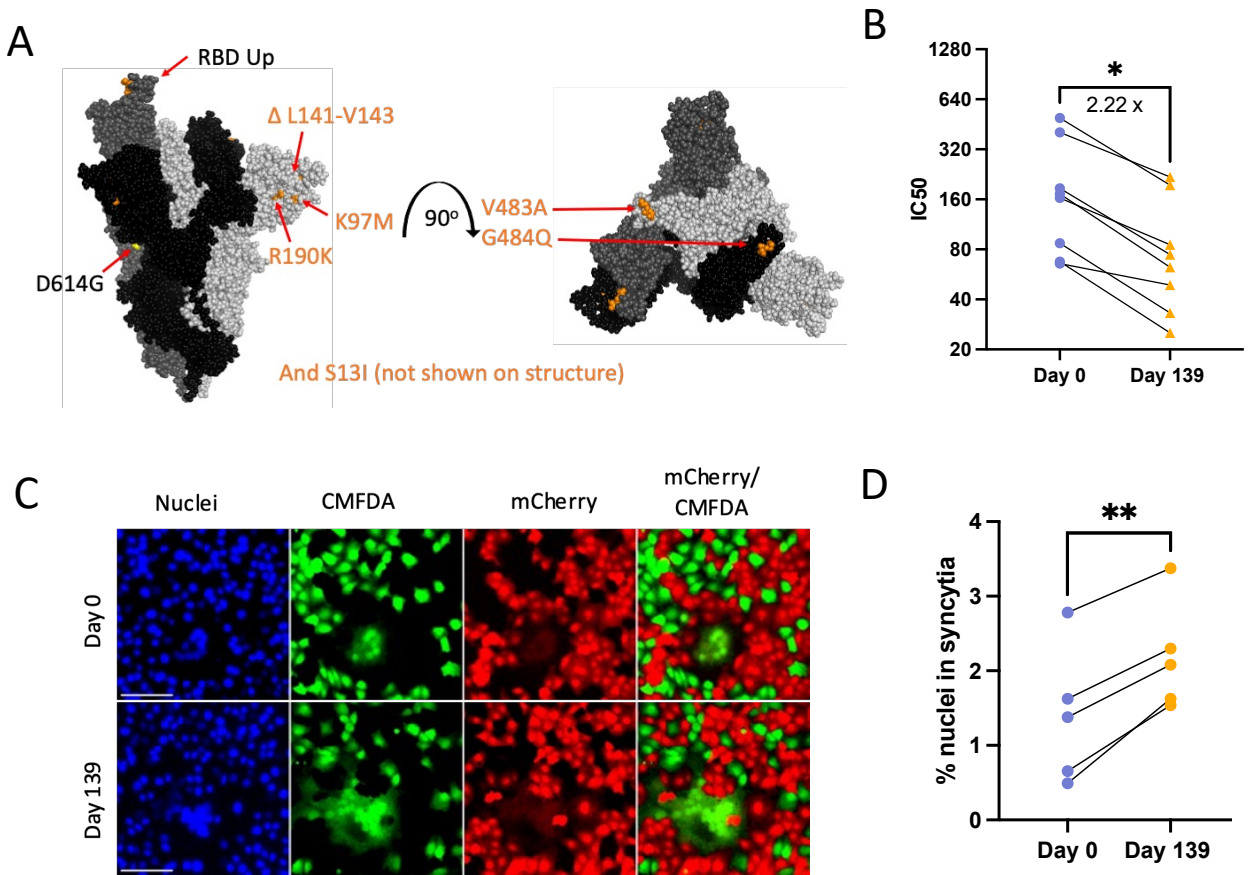 A
RBD Up
Δ L141-V143
K97M
R190K
D614G
90o
V483A
G484Q
And S13I (not shown on structure)
B
IC50
1280
640
320
160
80
40
20
*
2.22 x
Day 0
Day 139
C
Nuclei
CMFDA
mCherry
mCherry/
CMFDA
Day 0
Day 139
D
% nuclei in syncytia
4
3
2
1
0
**
Day 0
Day 139